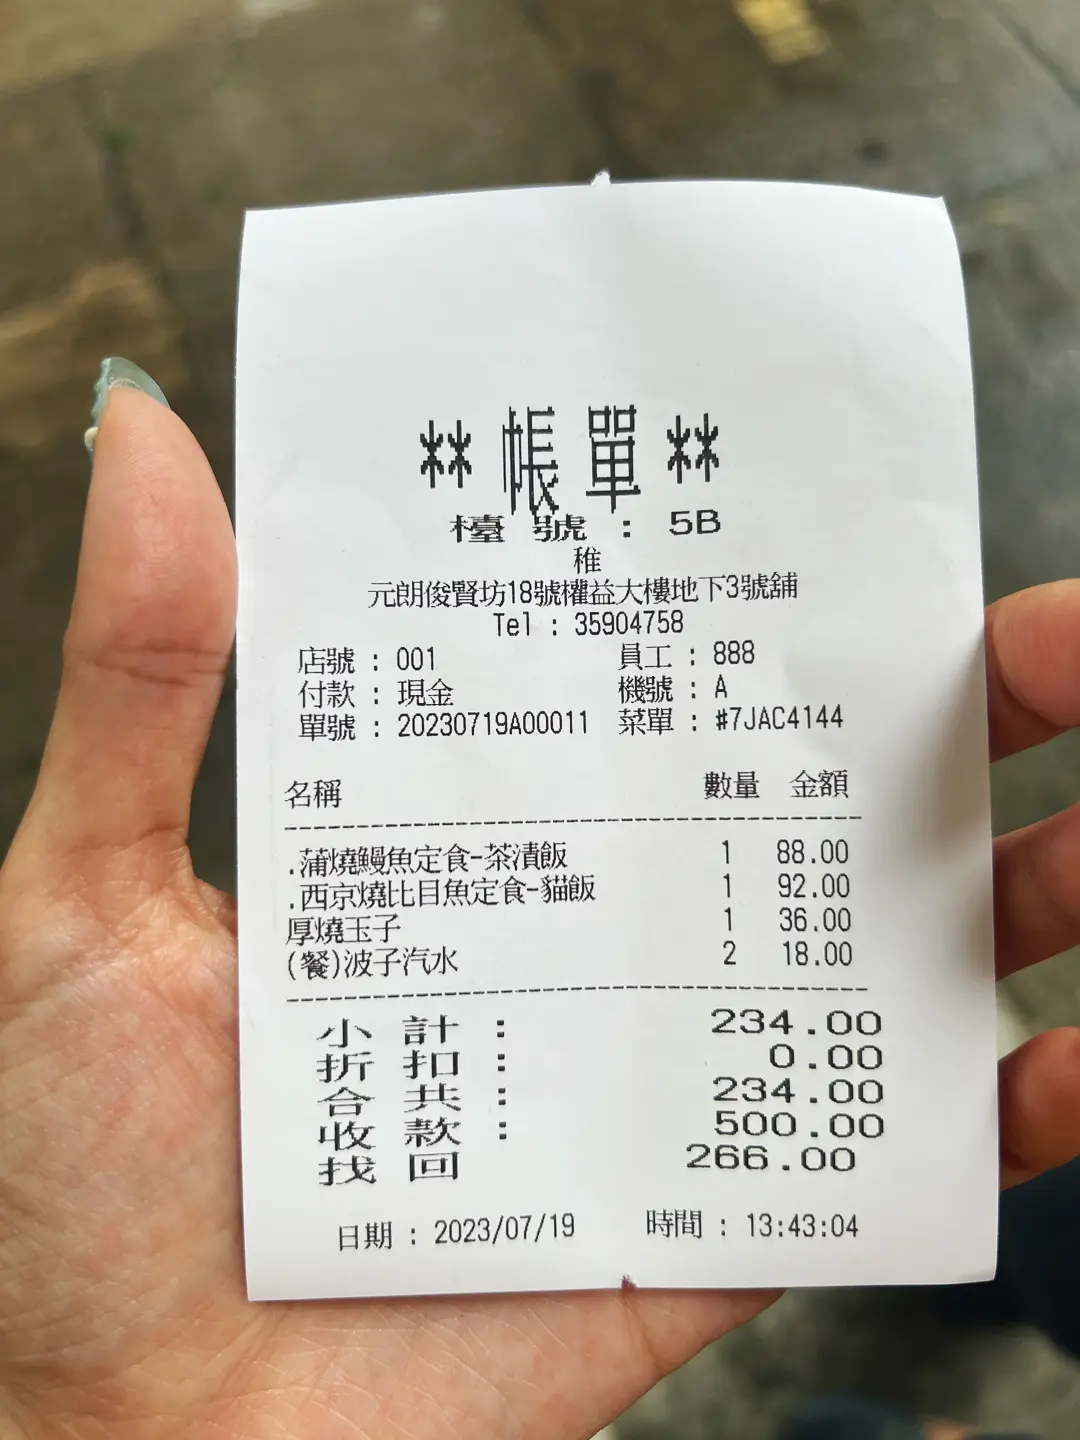 **帳單**
檯號 : 5B
稚
元朗俊賢坊18號權益大樓地下3號舖
Tel : 35904758
店號 : 001 員工 : 888
付款 : 現金 機號 : A
單號 : 20230719A00011 菜單 : #7JAC4144
名稱 數量 金額
.蒲燒鰻魚定食-茶漬飯 1 88.00
.西京燒比目魚定食-貓飯 1 92.00
厚燒玉子 1 36.00
(餐)波子汽水 2 18.00
小計 : 234.00
折扣 : 0.00
合共 : 234.00
收款 : 500.00
找回 266.00
日期 : 2023/07/19 時間 : 13:43:04